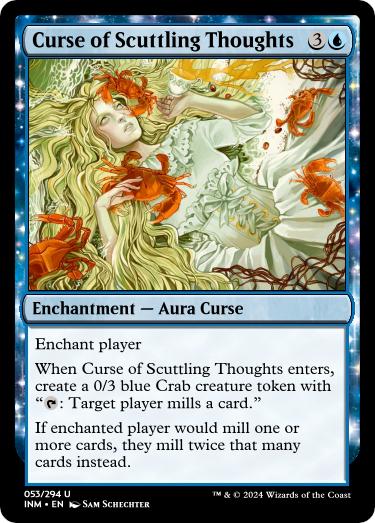 Curse of Scuttling Thoughts 3
Enchantment — Aura Curse
Enchant player
When Curse of Scuttling Thoughts enters,
create a 0/3 blue Crab creature token with
“: Target player mills a card.”
If enchanted player would mill one or
more cards, they mill twice that many
cards instead.
053/294 U
INM • EN Sam Schechter
™ & © 2024 Wizards of the Coast